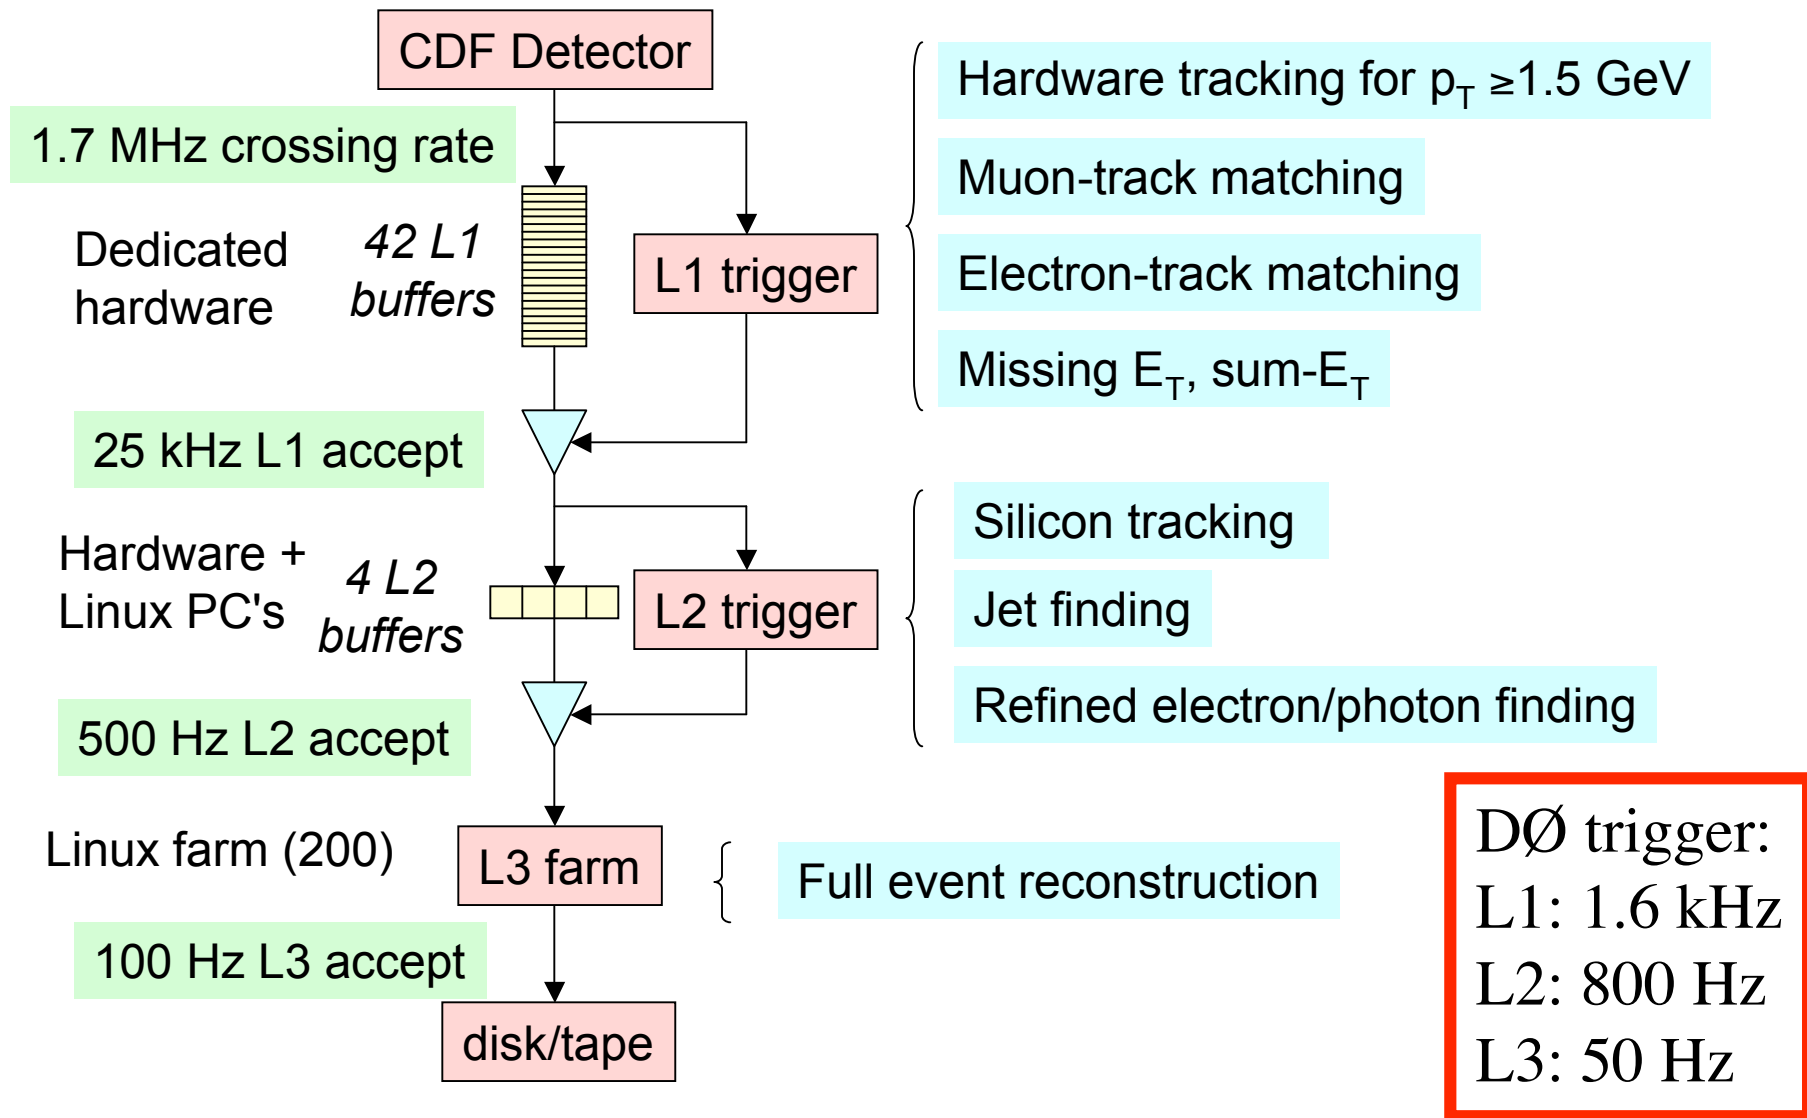 CDF Detector
1.7 MHz crossing rate
Dedicated
hardware
42 L1
buffers
L1 trigger
Hardware tracking for pT ≥1.5 GeV
Muon-track matching
Electron-track matching
Missing ET, sum-ET
25 kHz L1 accept
Hardware +
Linux PC's
4 L2
buffers
L2 trigger
Silicon tracking
Jet finding
Refined electron/photon finding
500 Hz L2 accept
Linux farm (200)
L3 farm
Full event reconstruction
100 Hz L3 accept
disk/tape
DØ trigger:
L1: 1.6 kHz
L2: 800 Hz
L3: 50 Hz